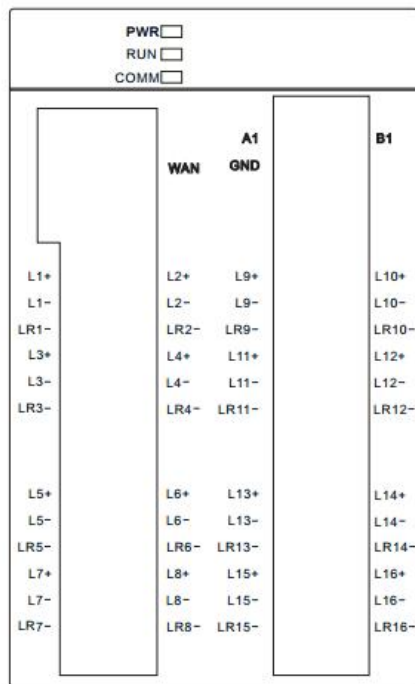 PWR
RUN
COMM
A1 B1
WAN GND
L1+ L2+ L9+ L10+
L1- L2- L9- L10-
LR1- LR2- LR9- LR10-
L3+ L4+ L11+ L12+
L3- L4- L11- L12-
LR3- LR4- LR11- LR12-
L5+ L6+ L13+ L14+
L5- L6- L13- L14-
LR5- LR6- LR13- LR14-
L7+ L8+ L15+ L16+
L7- L8- L15- L16-
LR7- LR8- LR15- LR16-